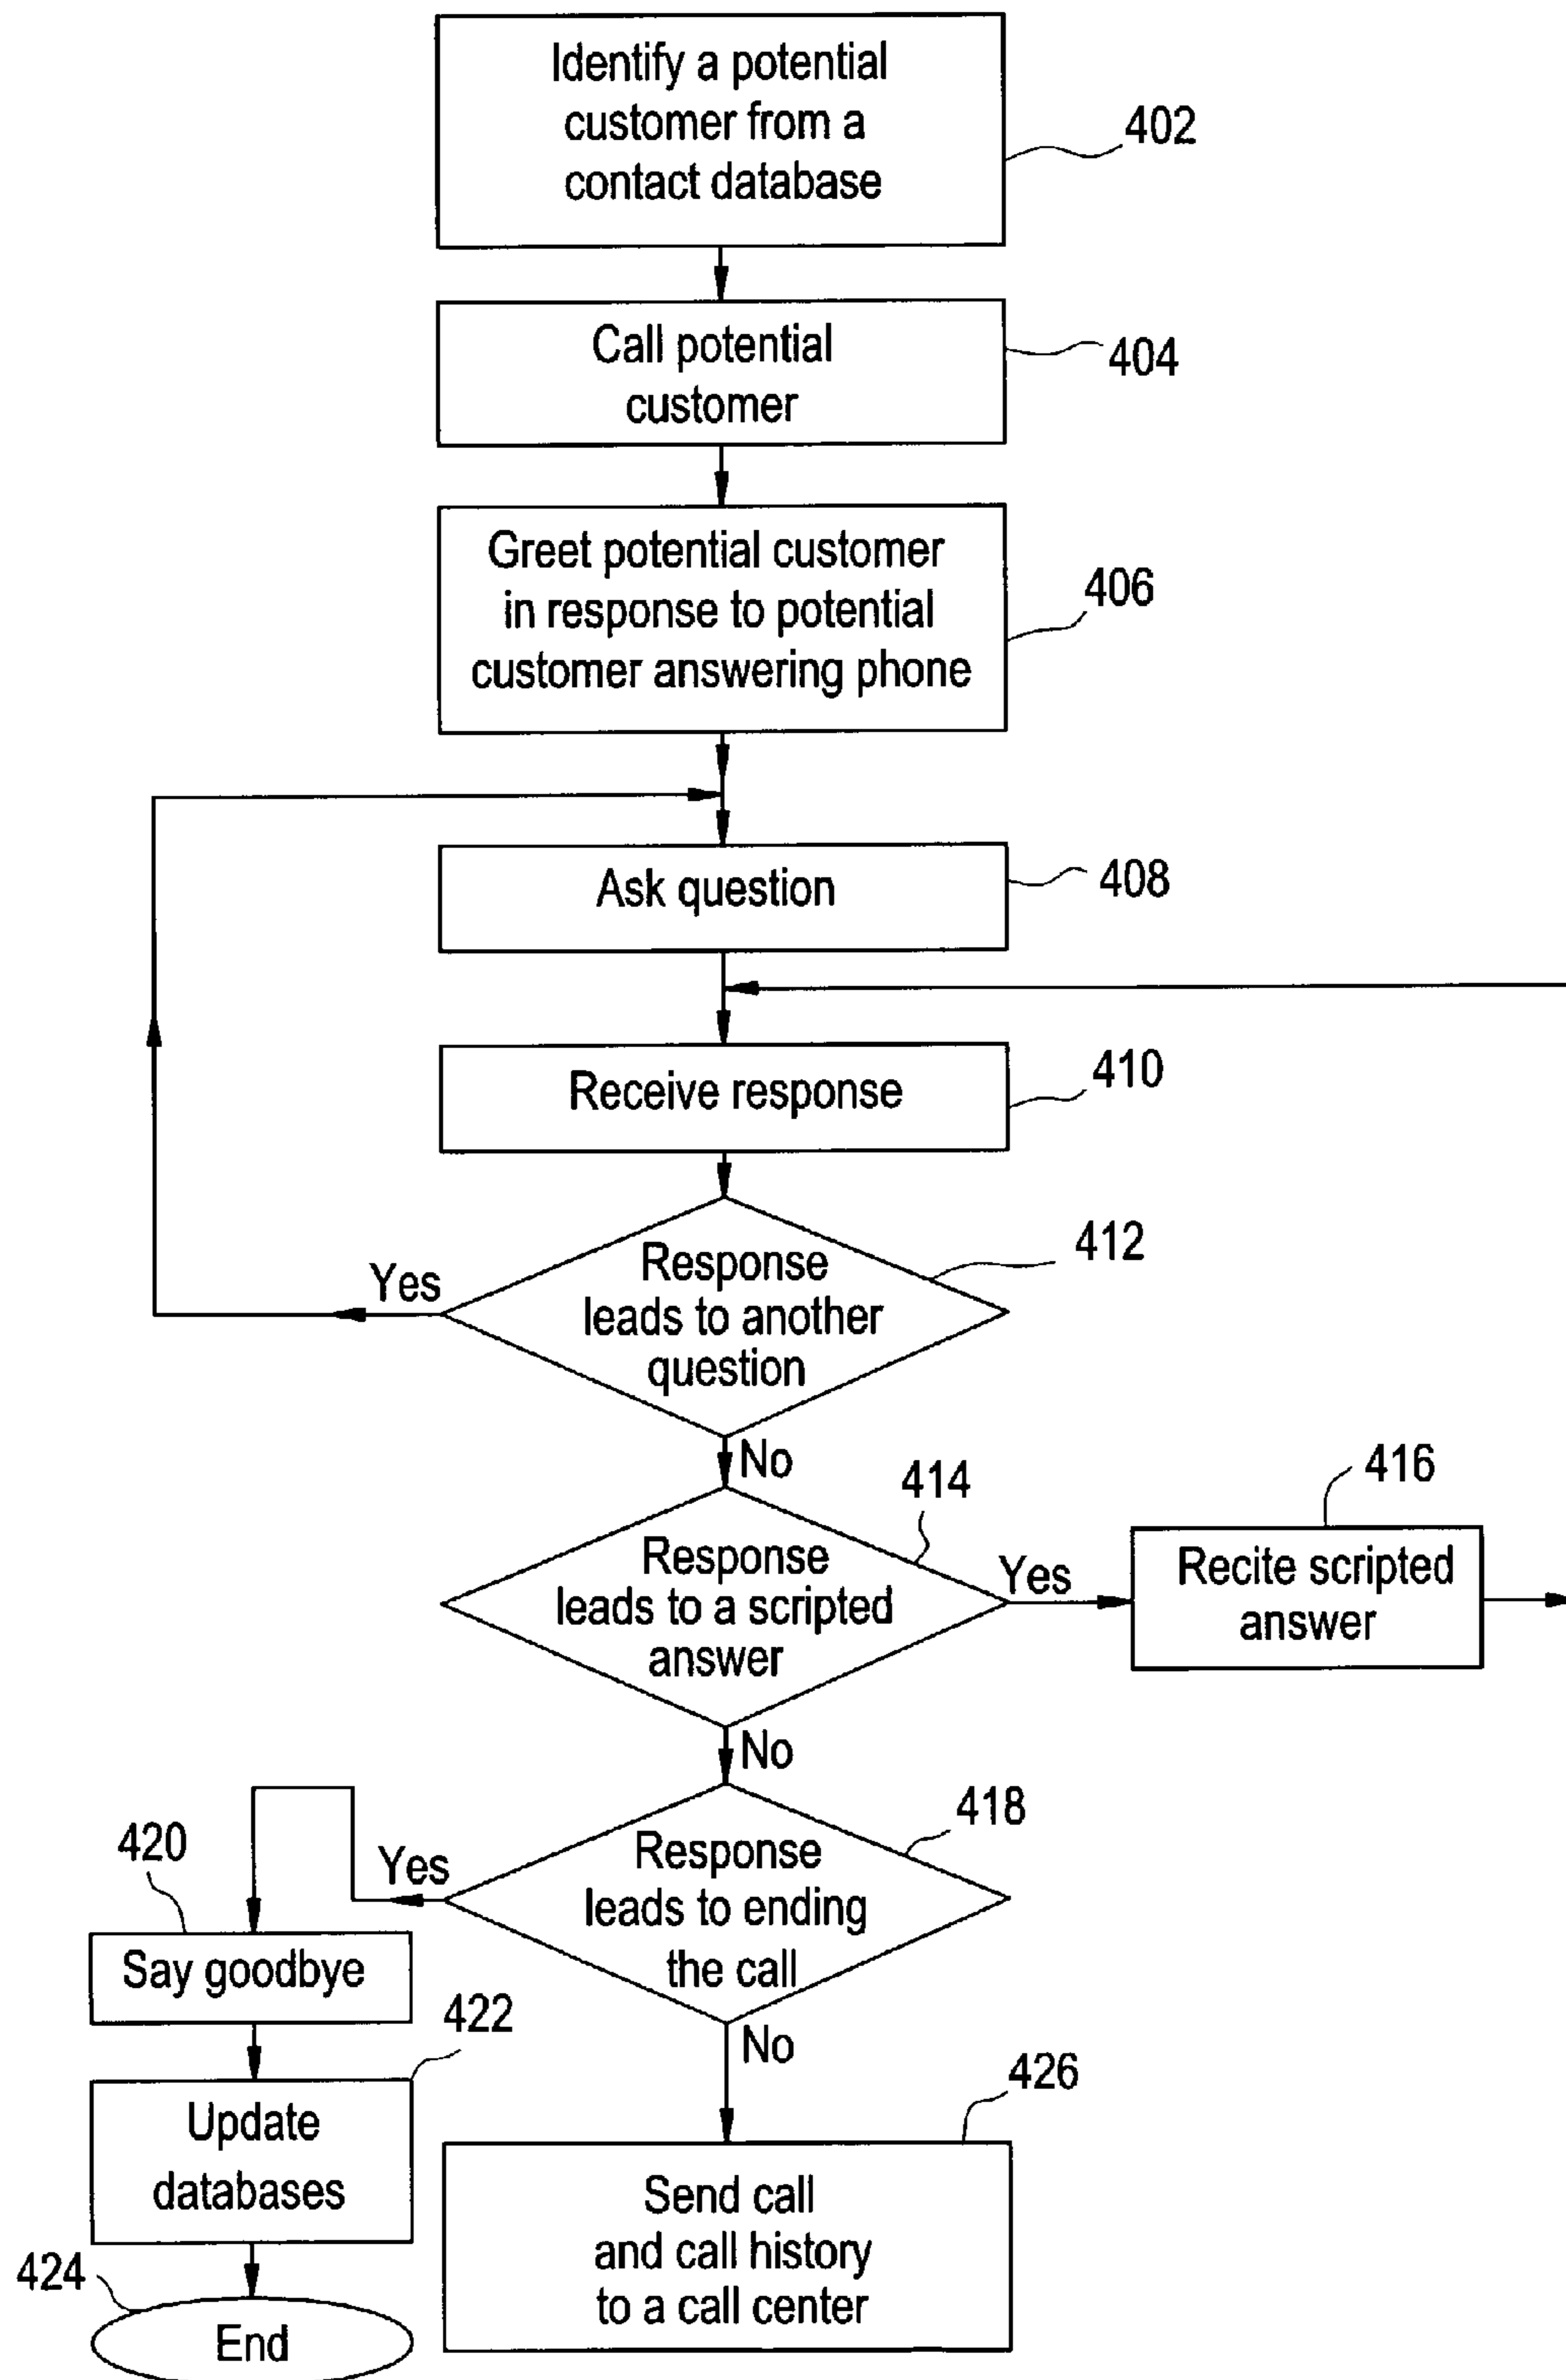 Identify a potential
customer from a
contact database
402
Call potential
customer
404
Greet potential customer
in response to potential
customer answering phone
406
Ask question
408
Receive response
410
Response
leads to another
question
412
Yes
No
Response
leads to a scripted
answer
414
Yes
Recite scripted
answer
416
No
Response
leads to ending
the call
418
Yes
420
Say goodbye
422
Update
databases
424
End
No
426
Send call
and call history
to a call center